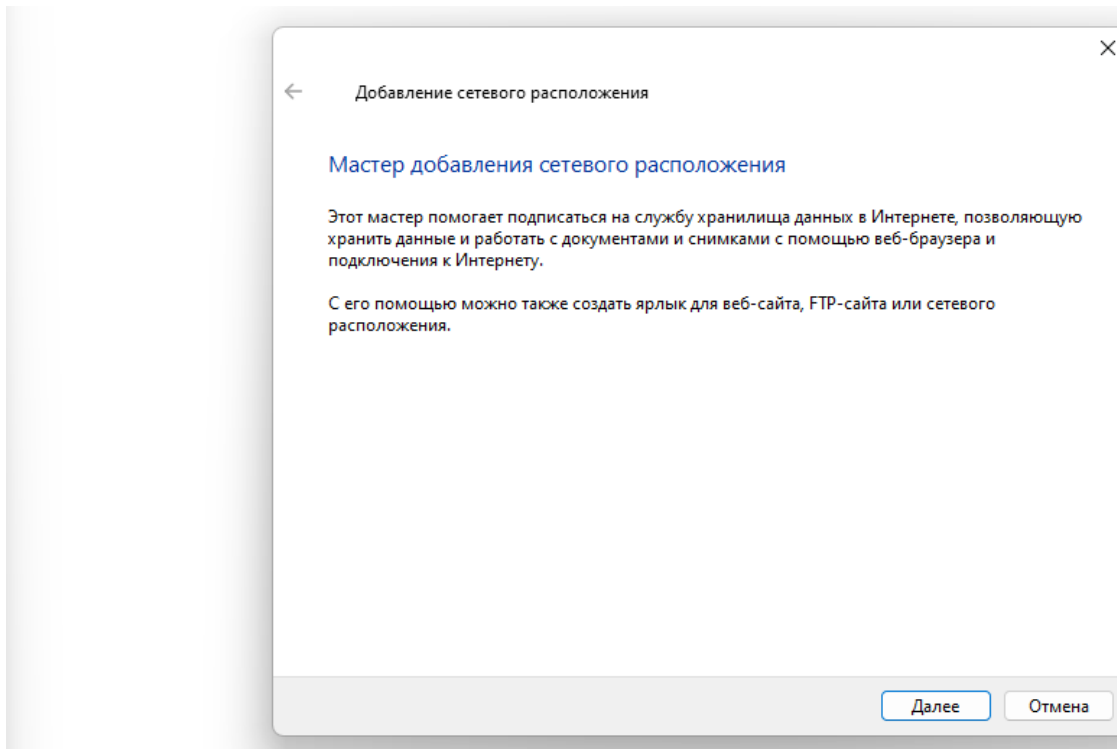 Добавление сетевого расположения
Мастер добавления сетевого расположения
Этот мастер помогает подписаться на службу хранилища данных в Интернете, позволяющую
хранить данные и работать с документами и снимками с помощью веб-браузера и
подключения к Интернету.
С его помощью можно также создать ярлык для веб-сайта, FTP-сайта или сетевого
расположения.
Далее
Отмена